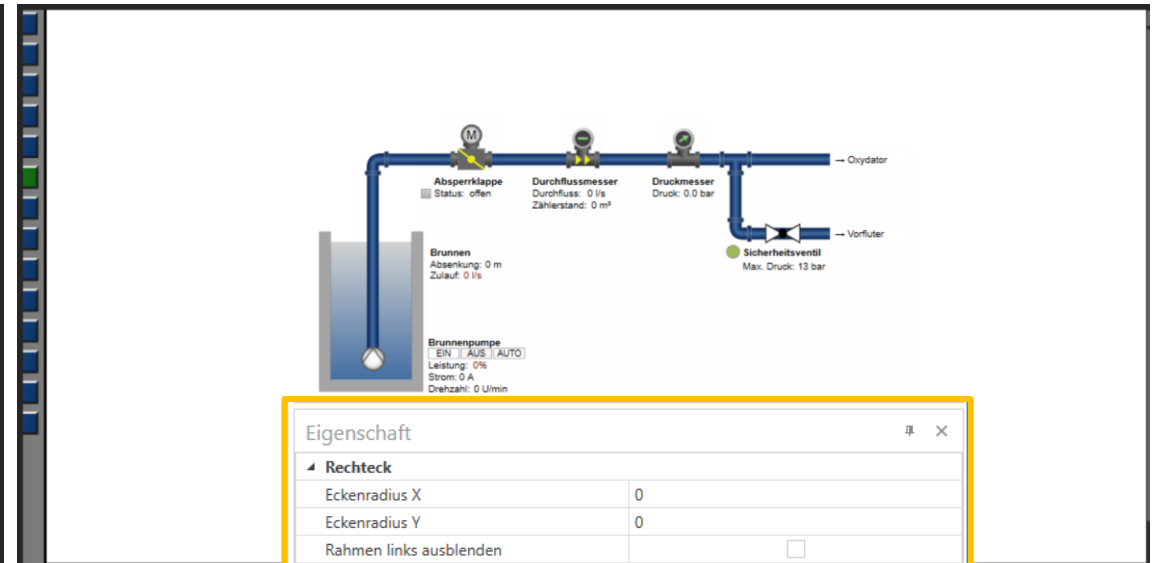 M
→ Oxydator
Absperrklappe
Status: offen
Durchflussmesser
Durchfluss: 0 l/s
Zählerstand: 0 m³
Druckmesser
Druck: 0.0 bar
→ Vorfluter
Sicherheitsventil
Max. Druck: 13 bar
Brunnen
Absenkung: 0 m
Zulauf: 0 l/s
Brunnenpumpe
EIN AUS AUTO
Leistung: 0%
Strom: 0 A
Drehzahl: 0 U/min
Eigenschaft
Rechteck
Eckenradius X 0
Eckenradius Y 0
Rahmen links ausblenden